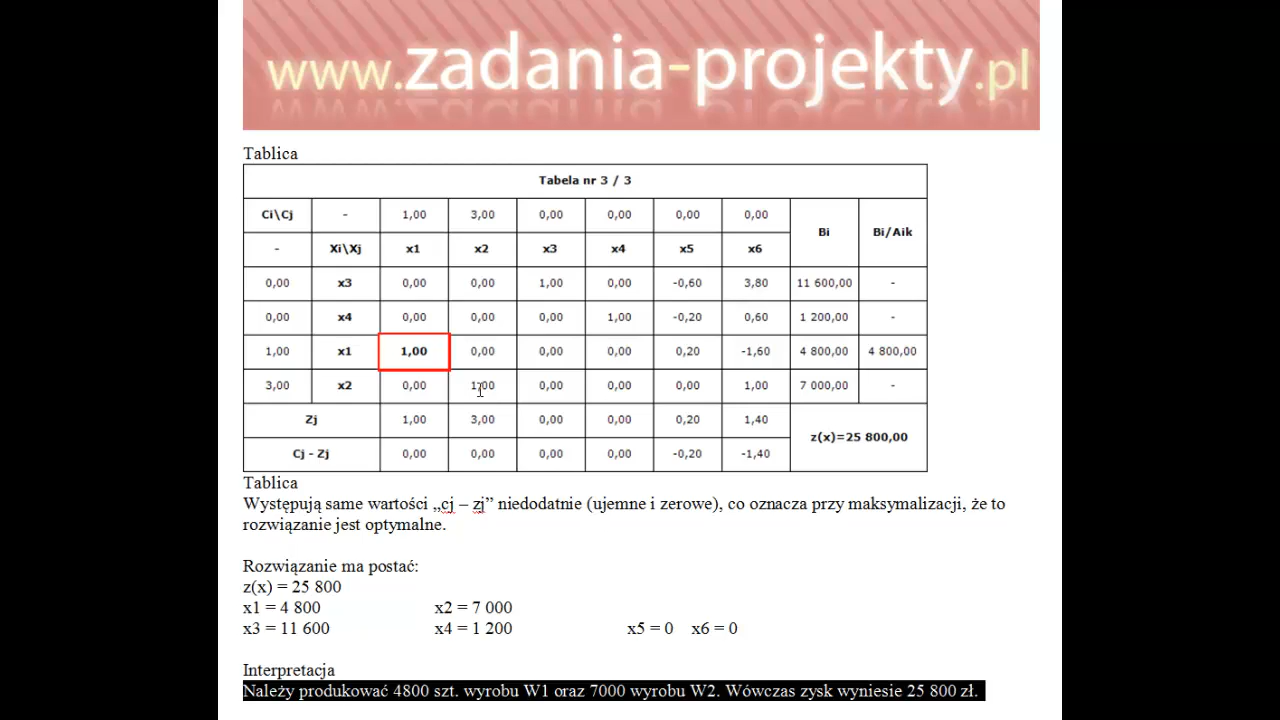 www.zadania-projekty.pl
Tablica
Tabela nr 3 / 3
Ci\Cj - 1,00 3,00 0,00 0,00 0,00 0,00 Bi Bi/Aik
- Xi\Xj x1 x2 x3 x4 x5 x6
0,00 x3 0,00 0,00 1,00 0,00 -0,60 3,80 11 600,00 -
0,00 x4 0,00 0,00 0,00 1,00 -0,20 0,60 1 200,00 -
1,00 x1 1,00 0,00 0,00 0,00 0,20 -1,60 4 800,00 4 800,00
3,00 x2 0,00 1,00 0,00 0,00 0,00 1,00 7 000,00 -
Zj 1,00 3,00 0,00 0,00 0,20 1,40 z(x)=25 800,00
Cj - Zj 0,00 0,00 0,00 0,00 -0,20 -1,40
Tablica
Występują same wartości „cj – zj” niedodatnie (ujemne i zerowe), co oznacza przy maksymalizacji, że to
rozwiązanie jest optymalne.
Rozwiązanie ma postać:
z(x) = 25 800
x1 = 4 800 x2 = 7 000
x3 = 11 600 x4 = 1 200 x5 = 0 x6 = 0
Interpretacja
Należy produkować 4800 szt. wyrobu W1 oraz 7000 wyrobu W2. Wówczas zysk wyniesie 25 800 zł.